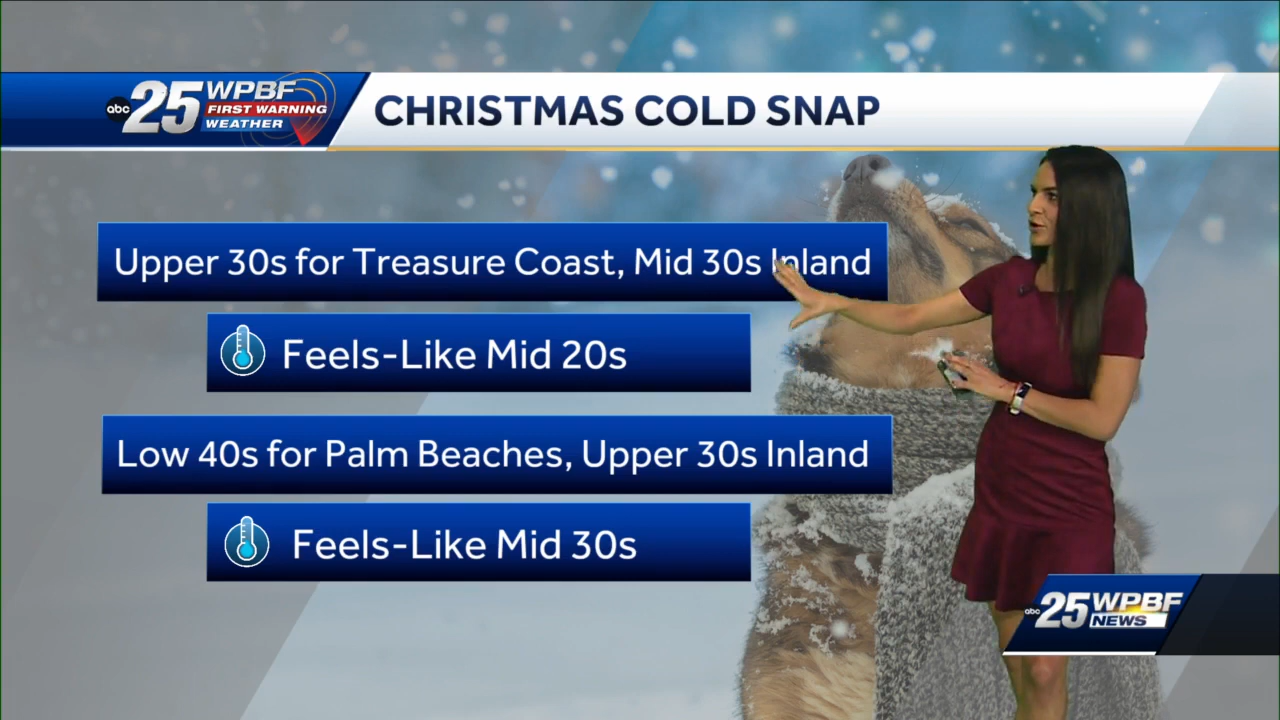 abc 25 WPBF
FIRST WARNING
WEATHER
CHRISTMAS COLD SNAP
Upper 30s for Treasure Coast, Mid 30s Inland
Feels-Like Mid 20s
Low 40s for Palm Beaches, Upper 30s Inland
Feels-Like Mid 30s
abc 25 WPBF
NEWS